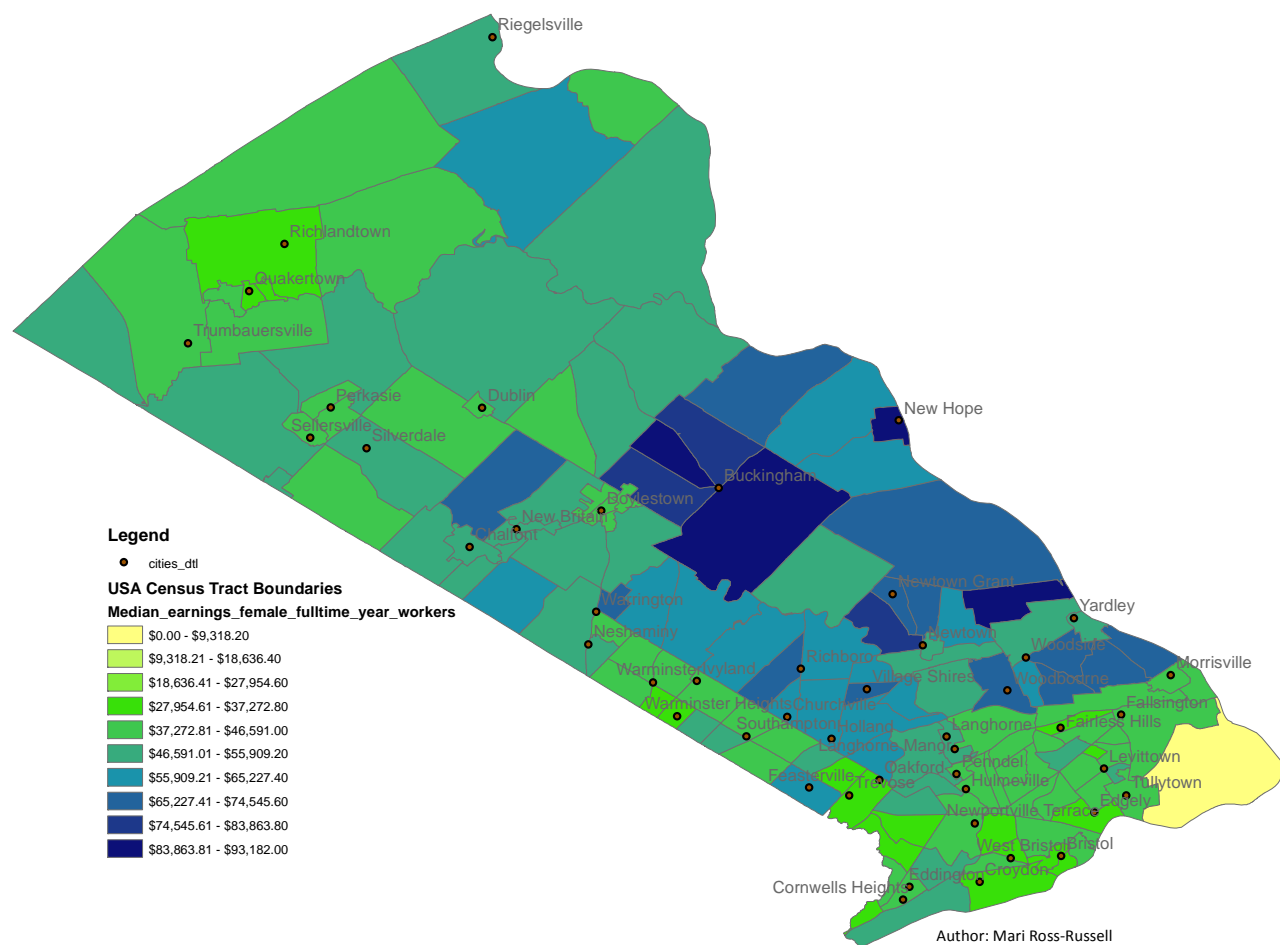 Riegelsville
Richlandtown
Quakertown
Trumbauersville
Perkasie
Dublin
Sellersville
Silverdale
New Hope
Buckingham
Doylestown
New Britain
Chalfont
Legend
cities_dtl
USA Census Tract Boundaries
Median_earnings_female_fulltime_year_workers
$0.00 - $9,318.20
$9,318.21 - $18,636.40
$18,636.41 - $27,954.60
$27,954.61 - $37,272.80
$37,272.81 - $46,591.00
$46,591.01 - $55,909.20
$55,909.21 - $65,227.40
$65,227.41 - $74,545.60
$74,545.61 - $83,863.80
$83,863.81 - $93,182.00
Newtown Grant
Warrington
Yardley
Neshaminy
Newtown
Woodside
Richboro
Warminster
Ivyland
Morrisville
Village Shires
Woodbourne
Warminster Heights
Churchville
Fallsington
Southampton
Holland
Langhorne
Fairless Hills
Langhorne Manor
Penndel
Levittown
Feasterville
Oakford
Trevose
Hulmeville
Tullytown
Newportville Terrace
Edgely
West Bristol
Bristol
Eddington
Croydon
Cornwells Heights
Author: Mari Ross-Russell